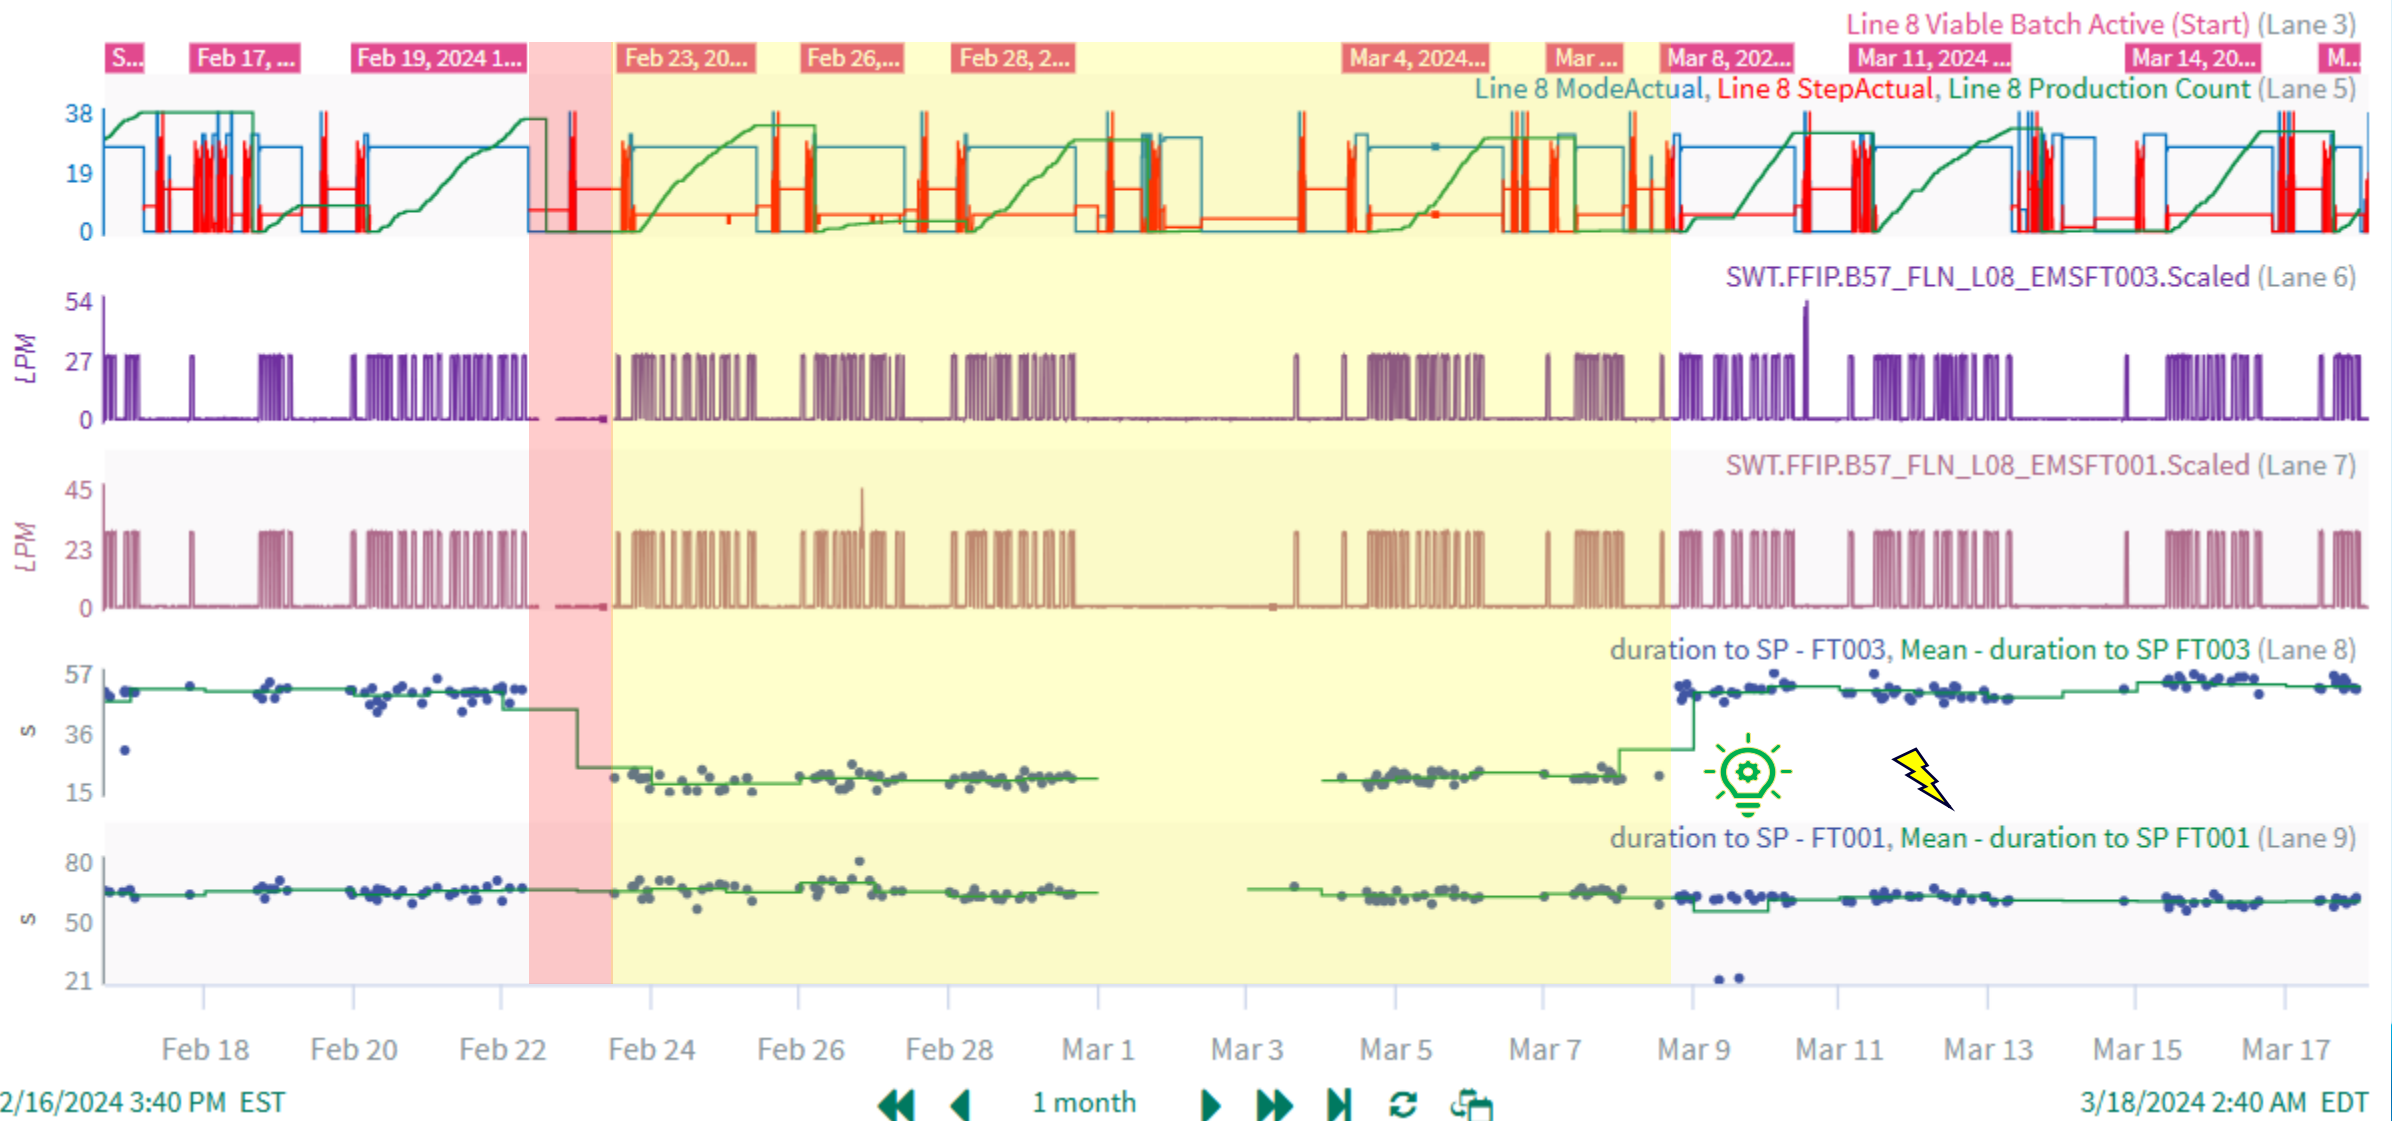 Line 8 Viable Batch Active (Start) (Lane 3)
S... Feb 17, ... Feb 19, 2024 1... Feb 23, 20... Feb 26,... Feb 28, 2... Mar 4, 2024... Mar ... Mar 8, 202... Mar 11, 2024 ... Mar 14, 20... M...
Line 8 ModeActual, Line 8 StepActual, Line 8 Production Count (Lane 5)
38
19
0
SWT.FFIP.B57_FLN_L08_EMSFT003.Scaled (Lane 6)
54
LPM
27
0
SWT.FFIP.B57_FLN_L08_EMSFT001.Scaled (Lane 7)
45
LPM
23
0
duration to SP - FT003, Mean - duration to SP FT003 (Lane 8)
57
s
36
15
duration to SP - FT001, Mean - duration to SP FT001 (Lane 9)
80
s
50
21
Feb 18 Feb 20 Feb 22 Feb 24 Feb 26 Feb 28 Mar 1 Mar 3 Mar 5 Mar 7 Mar 9 Mar 11 Mar 13 Mar 15 Mar 17
2/16/2024 3:40 PM EST 1 month 3/18/2024 2:40 AM EDT